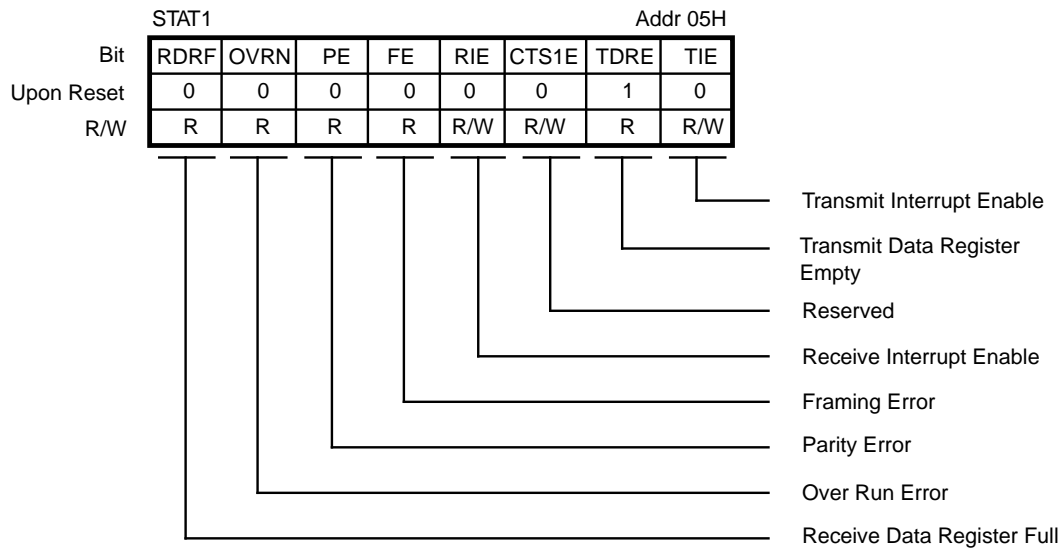 STAT1 Addr 05H
Bit RDRF OVRN PE FE RIE CTS1E TDRE TIE
Upon Reset 0 0 0 0 0 0 1 0
R/W R R R R R/W R/W R R/W
Transmit Interrupt Enable
Transmit Data Register
Empty
Reserved
Receive Interrupt Enable
Framing Error
Parity Error
Over Run Error
Receive Data Register Full